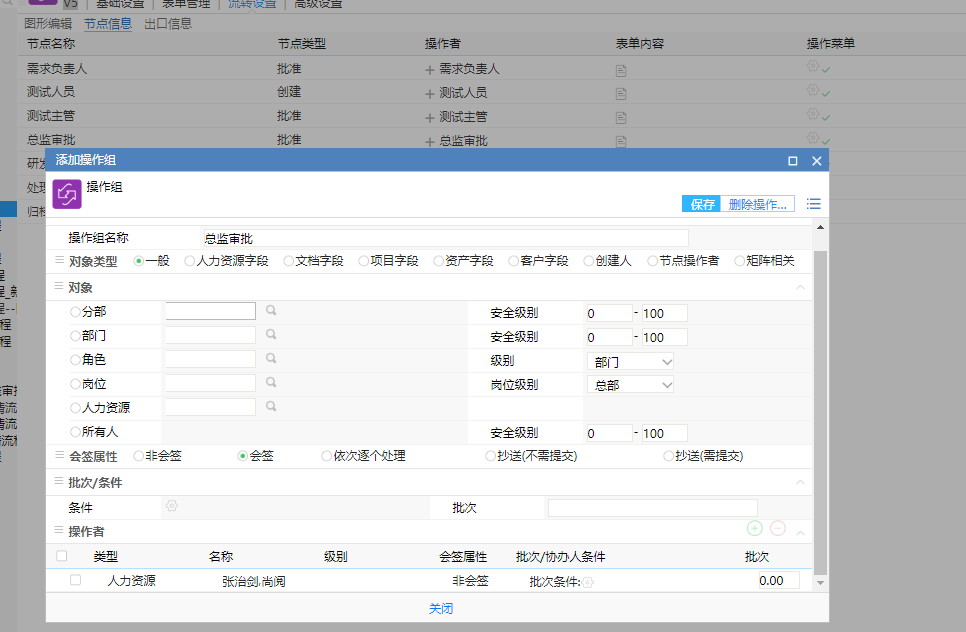 V5 基础设置 表单管理 流转设置 高级设置
图形编辑 节点信息 出口信息
节点名称 节点类型 操作者 表单内容 操作菜单
需求负责人 批准 需求负责人
测试人员 创建 测试人员
测试主管 批准 测试主管
总监审批 批准 总监审批
添加操作组
操作组
保存 删除操作...
操作组名称 总监审批
对象类型 一般 人力资源字段 文档字段 项目字段 资产字段 客户字段 创建人 节点操作者 矩阵相关
对象
分部 安全级别 0 - 100
部门 安全级别 0 - 100
角色 级别 部门
岗位 岗位级别 总部
人力资源
所有人 安全级别 0 - 100
会签属性 非会签 会签 依次逐个处理 抄送(不需提交) 抄送(需提交)
批次/条件
条件 批次
操作者
类型 名称 级别 会签属性 批次/协办人条件 批次
人力资源 张治剑,尚阅 非会签 批次条件: 0.00
关闭